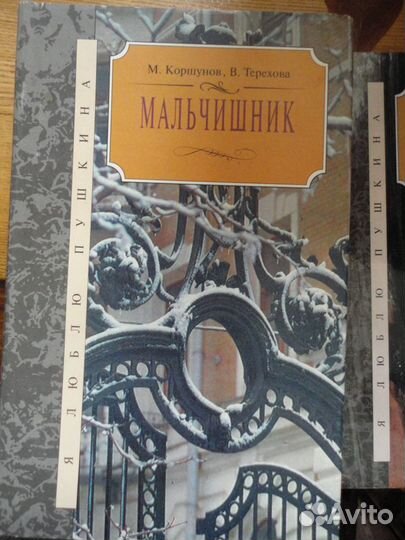 М. Коршунов, В. Терехова
МАЛЬЧИШНИК
Я ЛЮБЛЮ ПУШКИНА
Я ЛЮБЛЮ ПУШКИНА
Avito